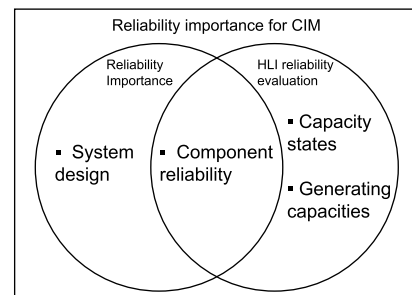 Reliability importance for CIM
Reliability
Importance
HLI reliability
evaluation
▪ System
design
▪ Component
reliability
▪ Capacity
states
▪ Generating
capacities